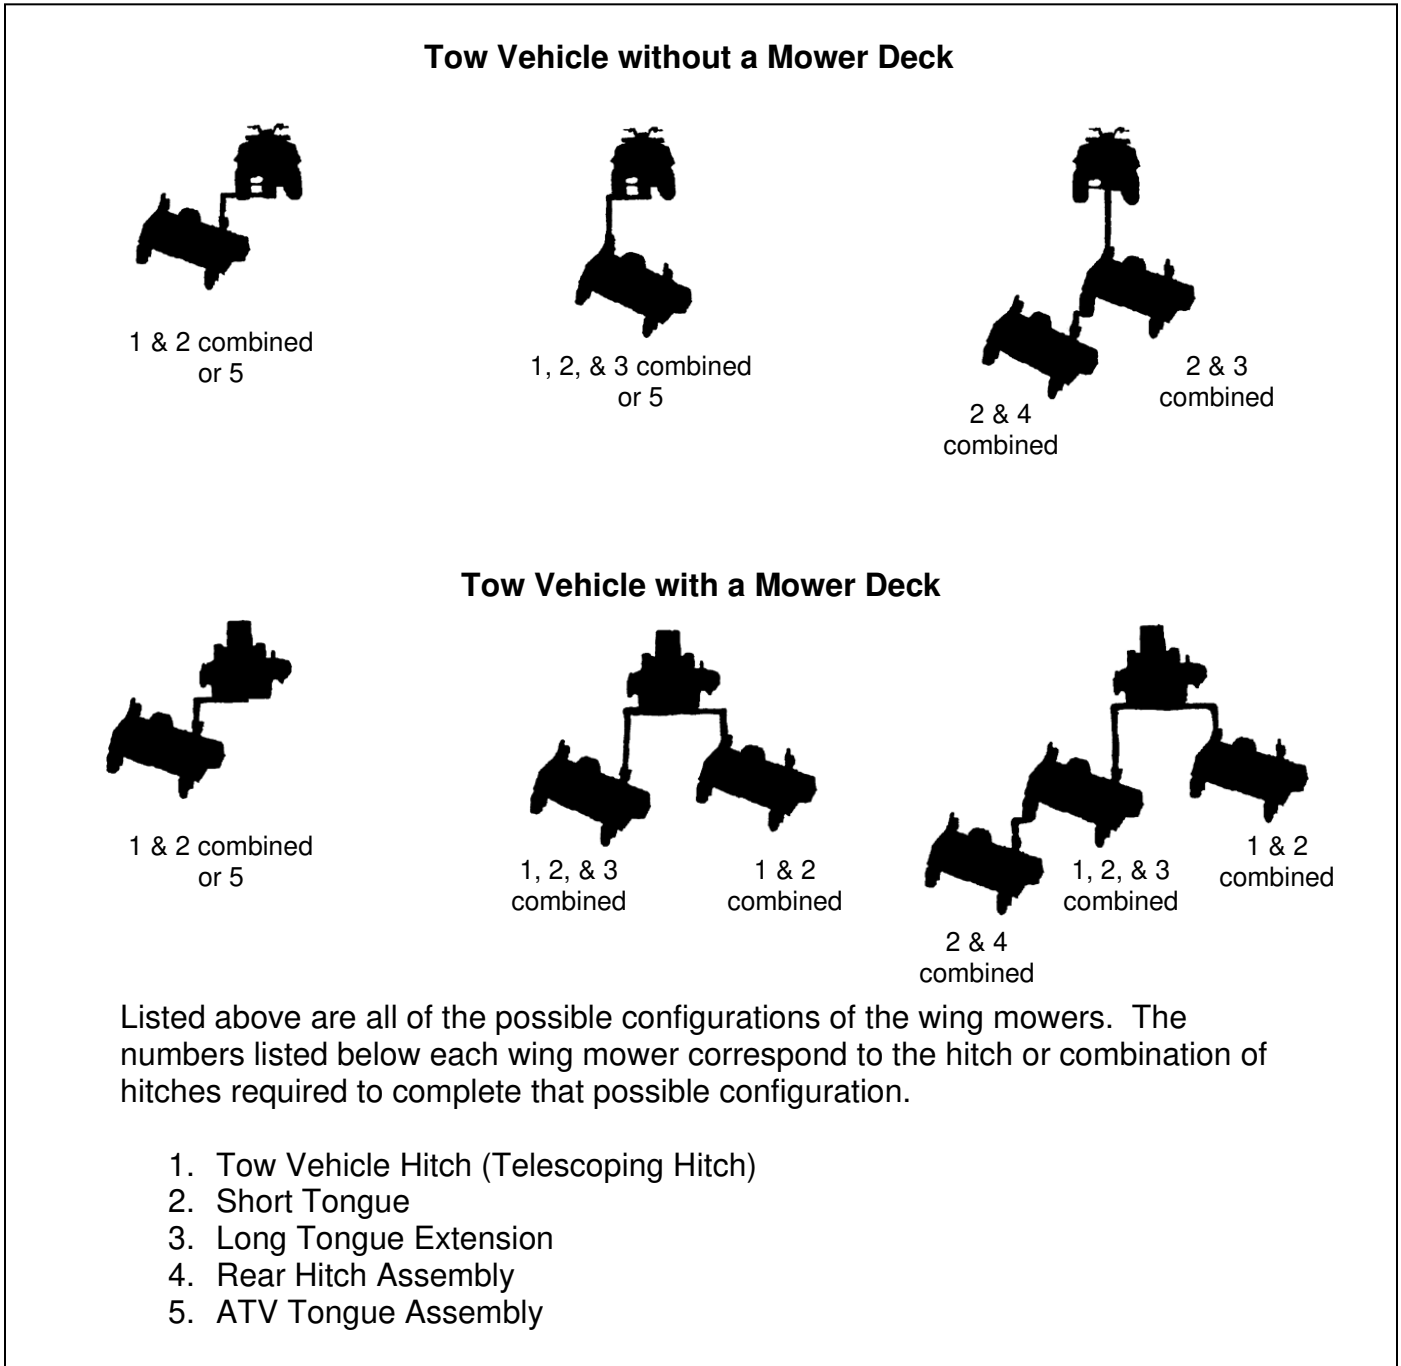 Tow Vehicle without a Mower Deck
1 & 2 combined
or 5
1, 2, & 3 combined
or 5
2 & 4
combined
2 & 3
combined
Tow Vehicle with a Mower Deck
1 & 2 combined
or 5
1, 2, & 3
combined
1 & 2
combined
2 & 4
combined
1, 2, & 3
combined
1 & 2
combined
Listed above are all of the possible configurations of the wing mowers.  The
numbers listed below each wing mower correspond to the hitch or combination of
hitches required to complete that possible configuration.
1. Tow Vehicle Hitch (Telescoping Hitch)
2. Short Tongue
3. Long Tongue Extension
4. Rear Hitch Assembly
5. ATV Tongue Assembly